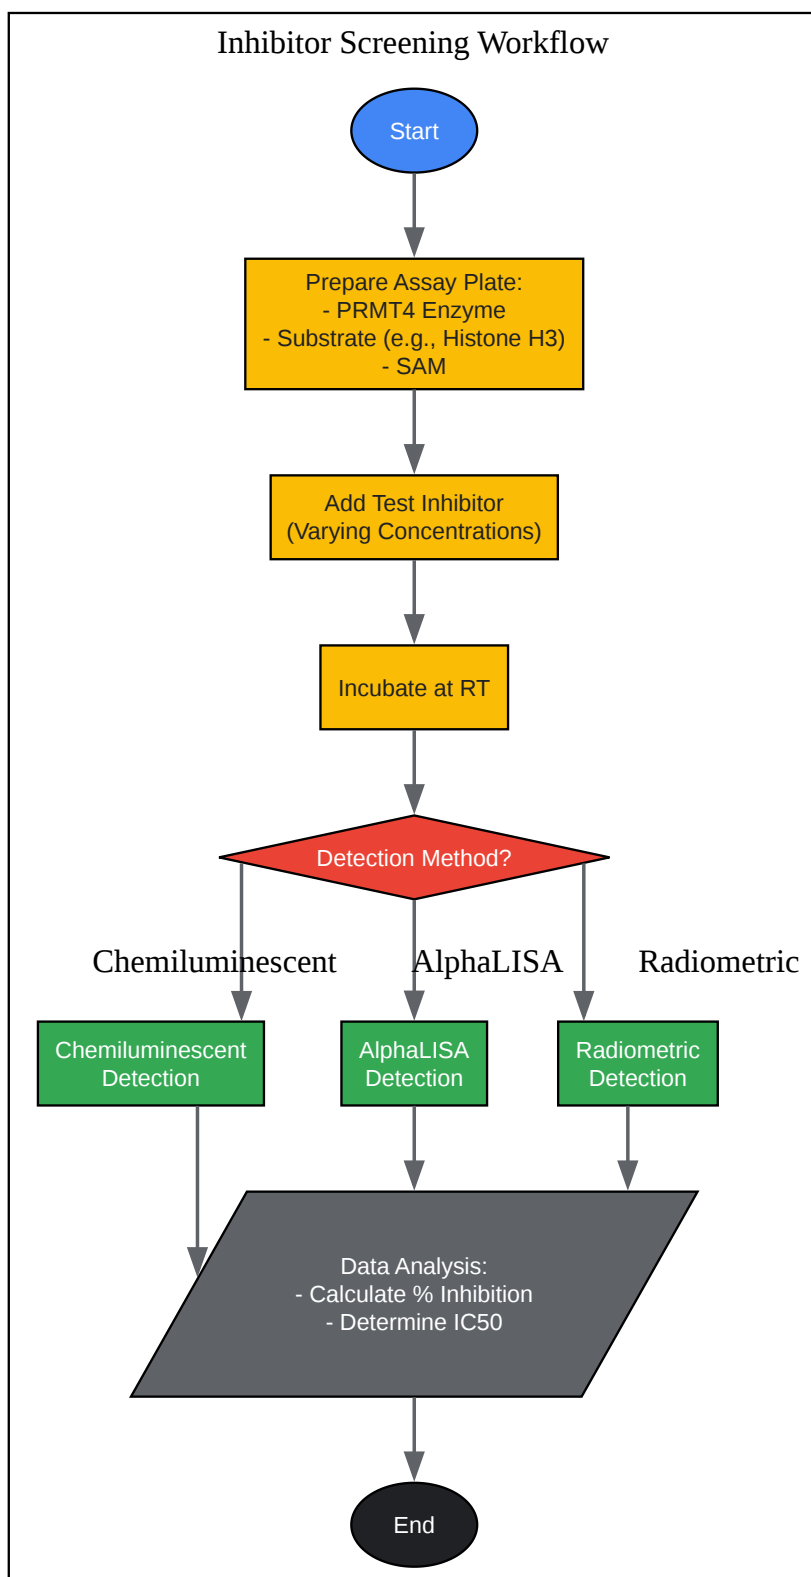 Inhibitor Screening Workflow
Start
Prepare Assay Plate:
- PRMT4 Enzyme
- Substrate (e.g., Histone H3)
- SAM
Add Test Inhibitor
(Varying Concentrations)
Incubate at RT
Detection Method?
Chemiluminescent
AlphaLISA
Radiometric
Chemiluminescent
Detection
AlphaLISA
Detection
Radiometric
Detection
Data Analysis:
- Calculate % Inhibition
- Determine IC50
End